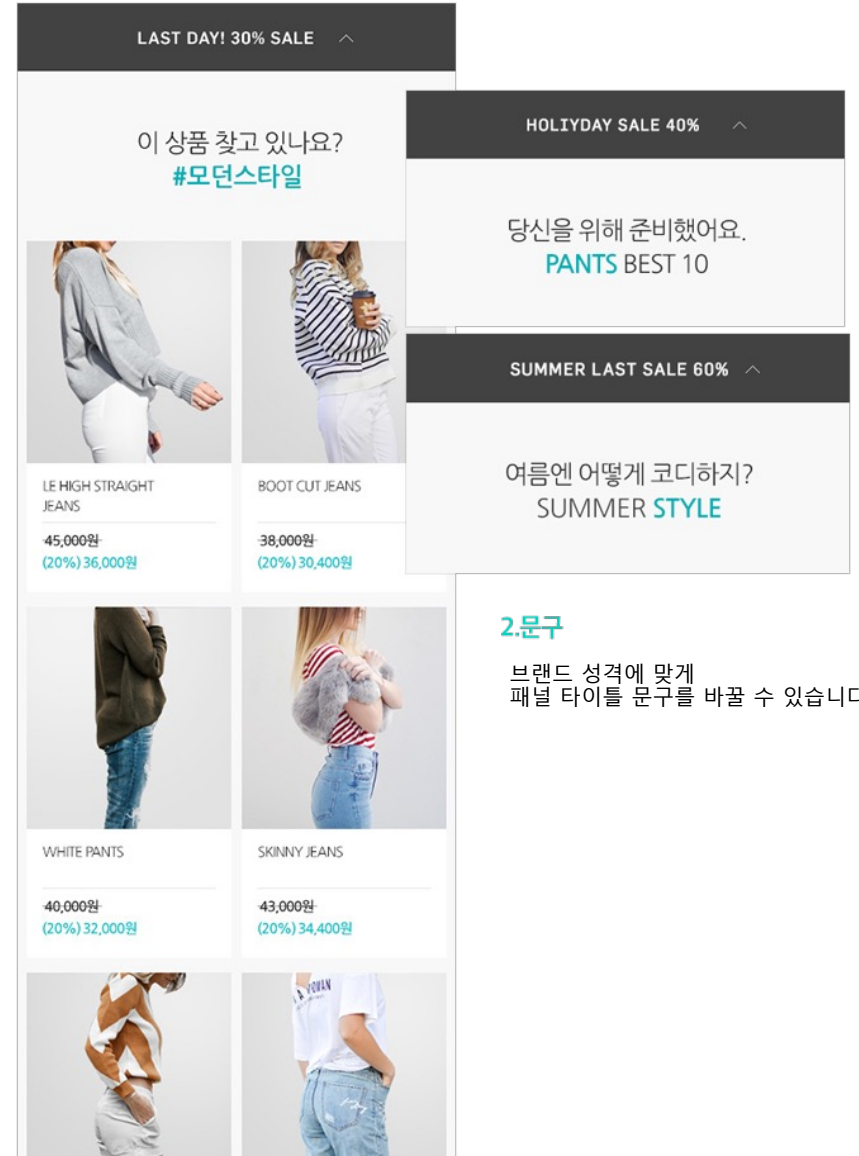 LAST DAY! 30% SALE
이 상품 찾고 있나요?
#모던스타일
LE HIGH STRAIGHT
JEANS
45,000원
(20%) 36,000원
BOOT CUT JEANS
38,000원
(20%) 30,400원
WHITE PANTS
40,000원
(20%) 32,000원
SKINNY JEANS
43,000원
(20%) 34,400원
HOLIYDAY SALE 40%
당신을 위해 준비했어요.
PANTS BEST 10
SUMMER LAST SALE 60%
여름엔 어떻게 코디하지?
SUMMER STYLE
2.문구
브랜드 성격에 맞게
패널 타이틀 문구를 바꿀 수 있습니다